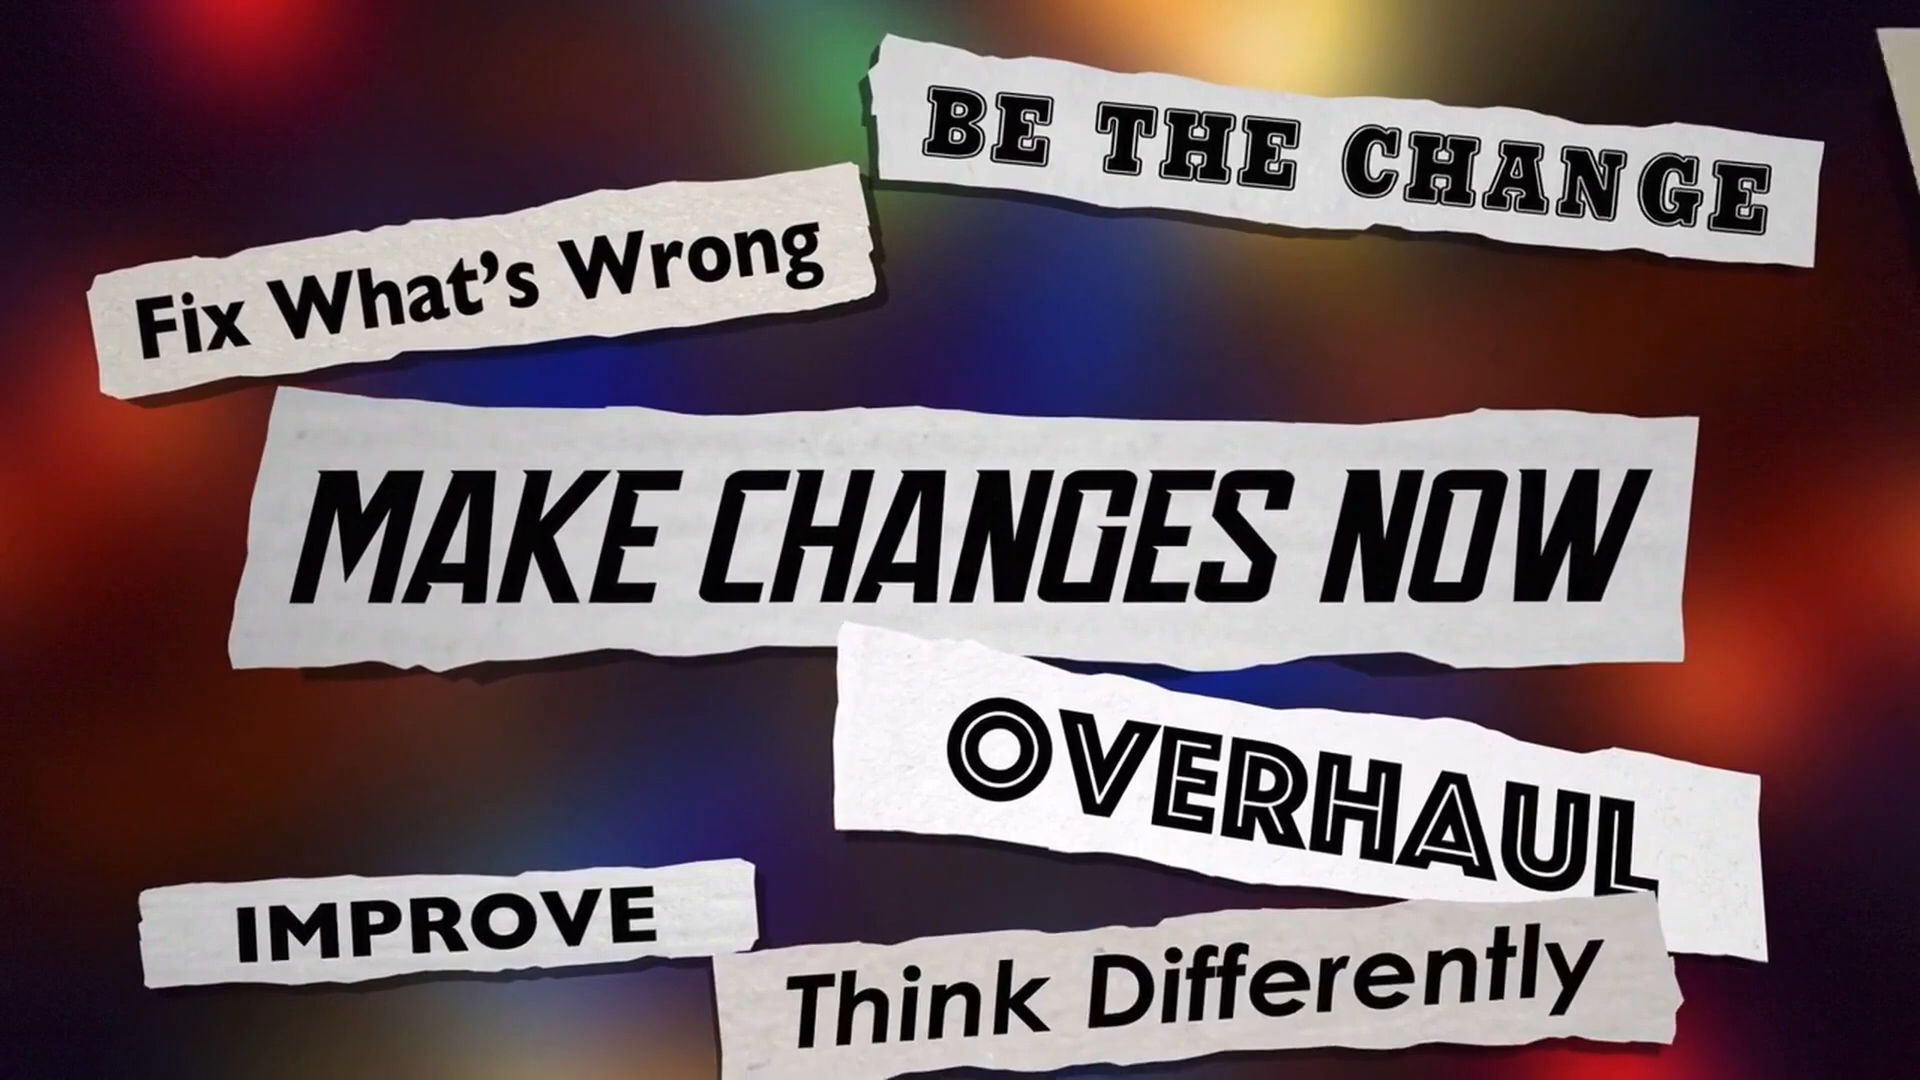 BE THE CHANGE
Fix What's Wrong
MAKE CHANGES NOW
OVERHAUL
IMPROVE
Think Differently